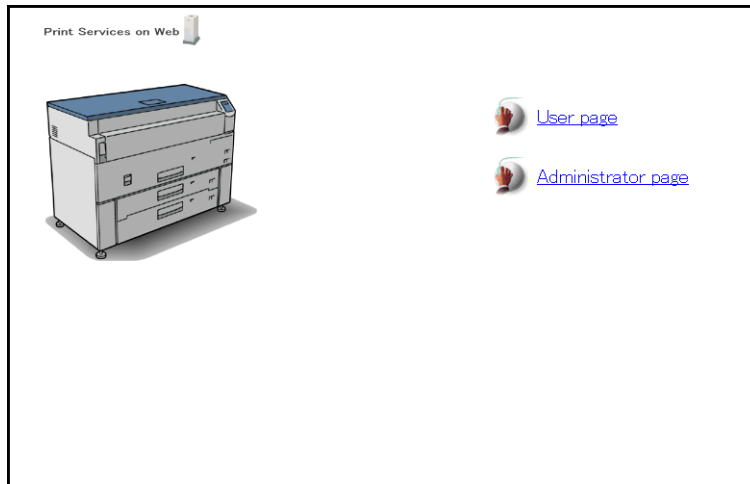 Print Services on Web
User page
Administrator page